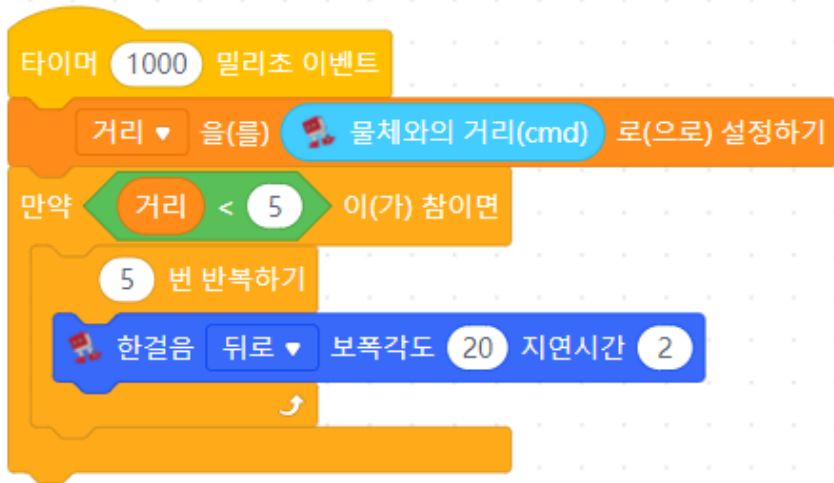 타이머 1000 밀리초 이벤트
거리 ▼ 을(를) 물체와의 거리(cmd) 로(으로) 설정하기
만약 거리 < 5 이(가) 참이면
5 번 반복하기
한걸음 뒤로 ▼ 보폭각도 20 지연시간 2